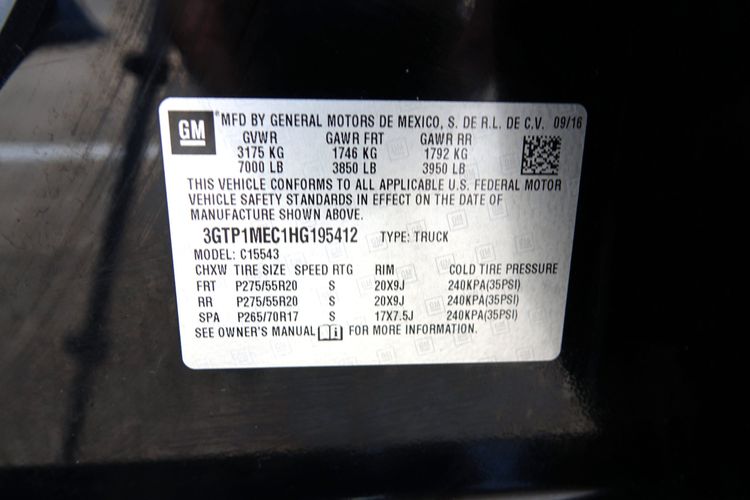 GM ® MFD BY GENERAL MOTORS DE MEXICO, S. DE R.L. DE C.V. 09/16
GVWR GAWR FRT GAWR RR
3175 KG 1746 KG 1792 KG
7000 LB 3850 LB 3950 LB
THIS VEHICLE CONFORMS TO ALL APPLICABLE U.S. FEDERAL MOTOR
VEHICLE SAFETY STANDARDS IN EFFECT ON THE DATE OF
MANUFACTURE SHOWN ABOVE.
3GTP1MEC1HG195412 TYPE: TRUCK
MODEL: C15543
CHXW TIRE SIZE SPEED RTG RIM COLD TIRE PRESSURE
FRT P275/55R20 S 20X9J 240KPA(35PSI)
RR P275/55R20 S 20X9J 240KPA(35PSI)
SPA P265/70R17 S 17X7.5J 240KPA(35PSI)
SEE OWNER'S MANUAL FOR MORE INFORMATION.